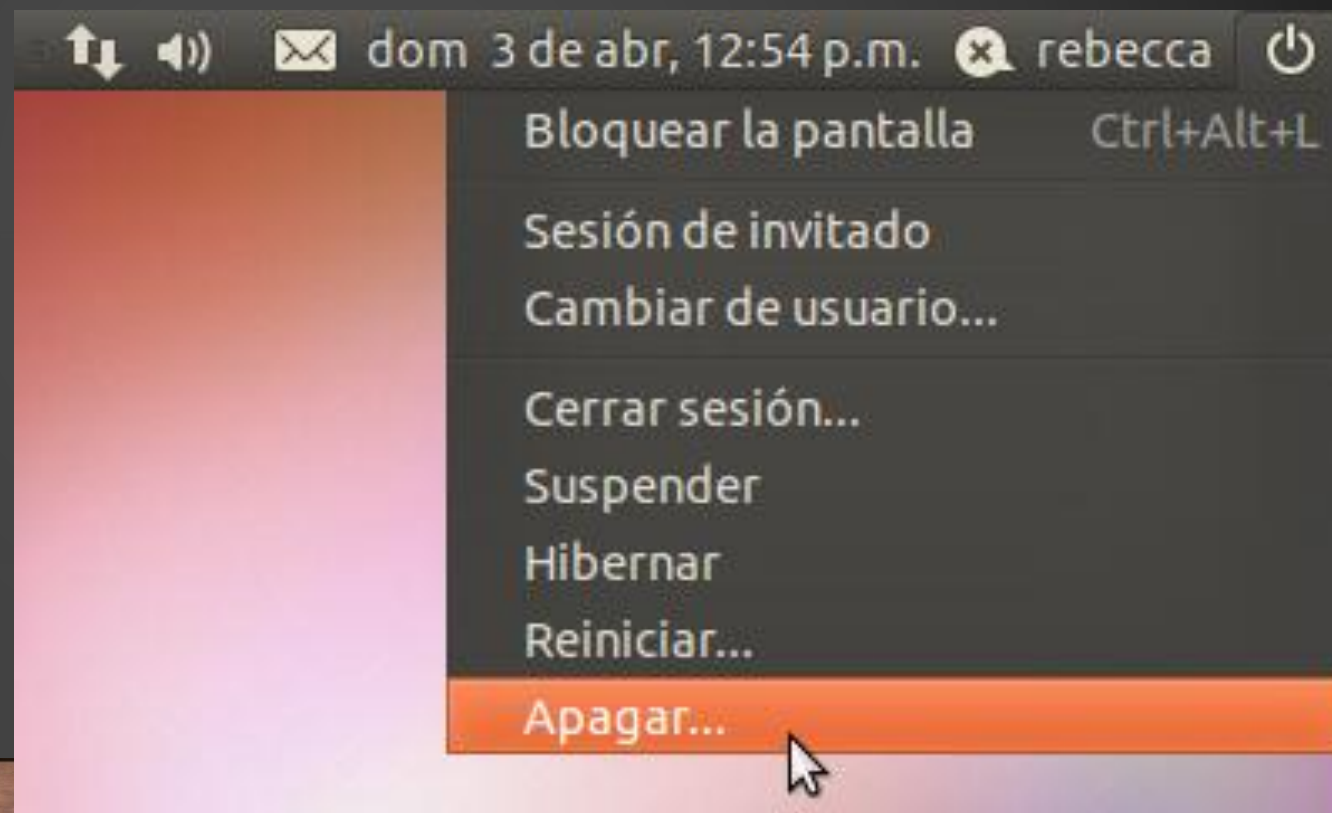 dom 3 de abr, 12:54 p.m. rebecca
Bloquear la pantalla Ctrl+Alt+L
Sesión de invitado
Cambiar de usuario...
Cerrar sesión...
Suspender
Hibernar
Reiniciar...
Apagar...